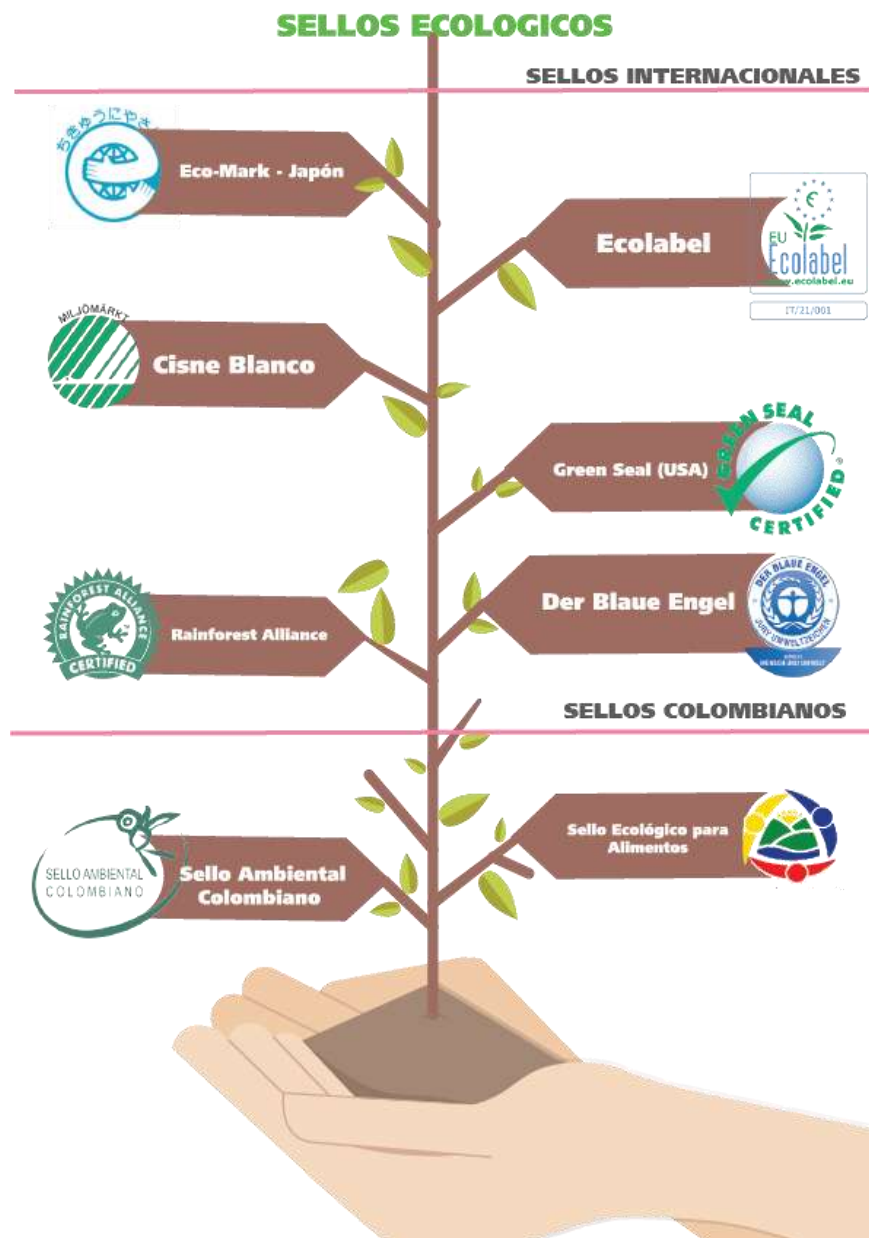 SELLOS ECOLOGICOS
SELLOS INTERNACIONALES
ちきゅうにやさし
Eco-Mark - Japón
Ecolabel
EU
Ecolabel
www.ecolabel.eu
IT/21/001
MILJÖMÄRKT
Cisne Blanco
Green Seal (USA)
GREEN SEAL
CERTIFIED
®
Der Blaue Engel
DER BLAUE ENGEL
JURY UMWELTZEICHEN
MENSCH UND UMWELT
RAINFOREST ALLIANCE
CERTIFIED
Rainforest Alliance
SELLOS COLOMBIANOS
SELLO AMBIENTAL
COLOMBIANO
Sello Ambiental
Colombiano
Sello Ecológico para
Alimentos